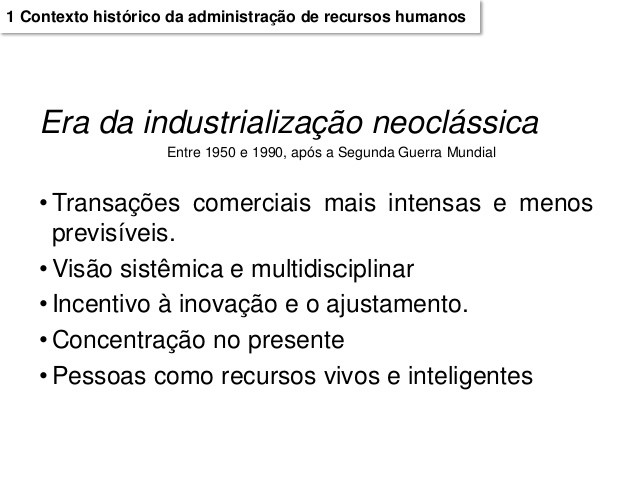 1 Contexto histórico da administração de recursos humanos
Era da industrialização neoclássica
Entre 1950 e 1990, após a Segunda Guerra Mundial
• Transações comerciais mais intensas e menos
previsíveis.
• Visão sistêmica e multidisciplinar
• Incentivo à inovação e o ajustamento.
• Concentração no presente
• Pessoas como recursos vivos e inteligentes